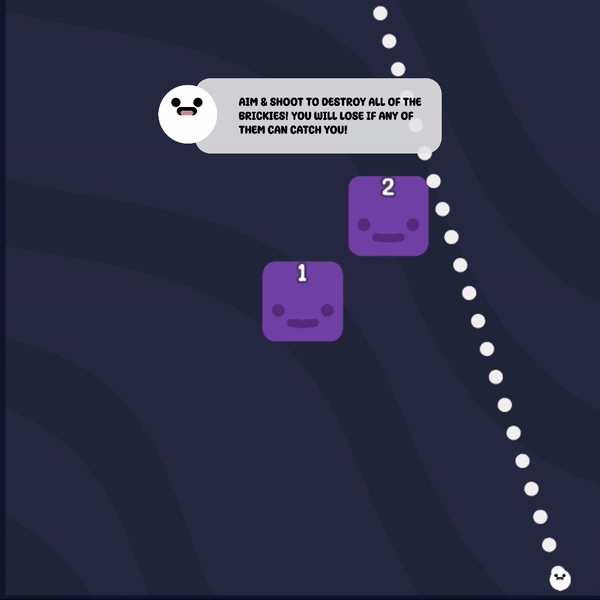 AIM & SHOOT TO DESTROY ALL OF THE
BRICKIES! YOU WILL LOSE IF ANY OF
THEM CAN CATCH YOU!
2
1